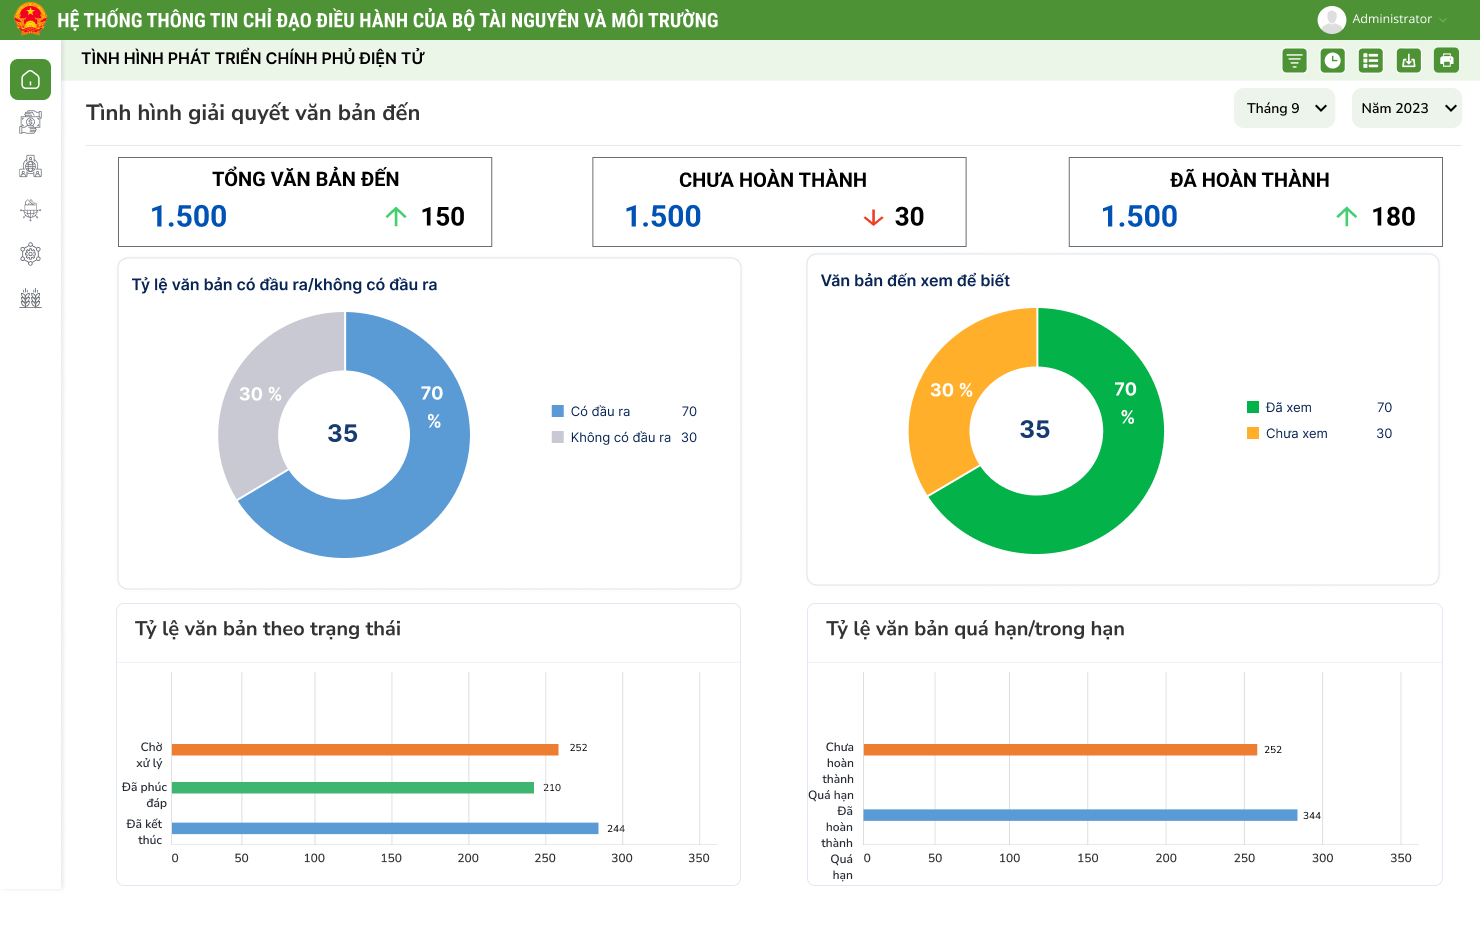 HỆ THỐNG THÔNG TIN CHỈ ĐẠO ĐIỀU HÀNH CỦA BỘ TÀI NGUYÊN VÀ MÔI TRƯỜNG
Administrator
TÌNH HÌNH PHÁT TRIỂN CHÍNH PHỦ ĐIỆN TỬ
Tình hình giải quyết văn bản đến
Tháng 9
Năm 2023
TỔNG VĂN BẢN ĐẾN
1.500
150
CHƯA HOÀN THÀNH
1.500
30
ĐÃ HOÀN THÀNH
1.500
180
Tỷ lệ văn bản có đầu ra/không có đầu ra
30 %
70
%
35
Có đầu ra 70
Không có đầu ra 30
Văn bản đến xem để biết
30 %
70
%
35
Đã xem 70
Chưa xem 30
Tỷ lệ văn bản theo trạng thái
Chờ
xử lý
252
Đã phúc
đáp
210
Đã kết
thúc
244
0 50 100 150 200 250 300 350
Tỷ lệ văn bản quá hạn/trong hạn
Chưa
hoàn
thành
Quá hạn
252
Đã
hoàn
thành
Quá
hạn
344
0 50 100 150 200 250 300 350